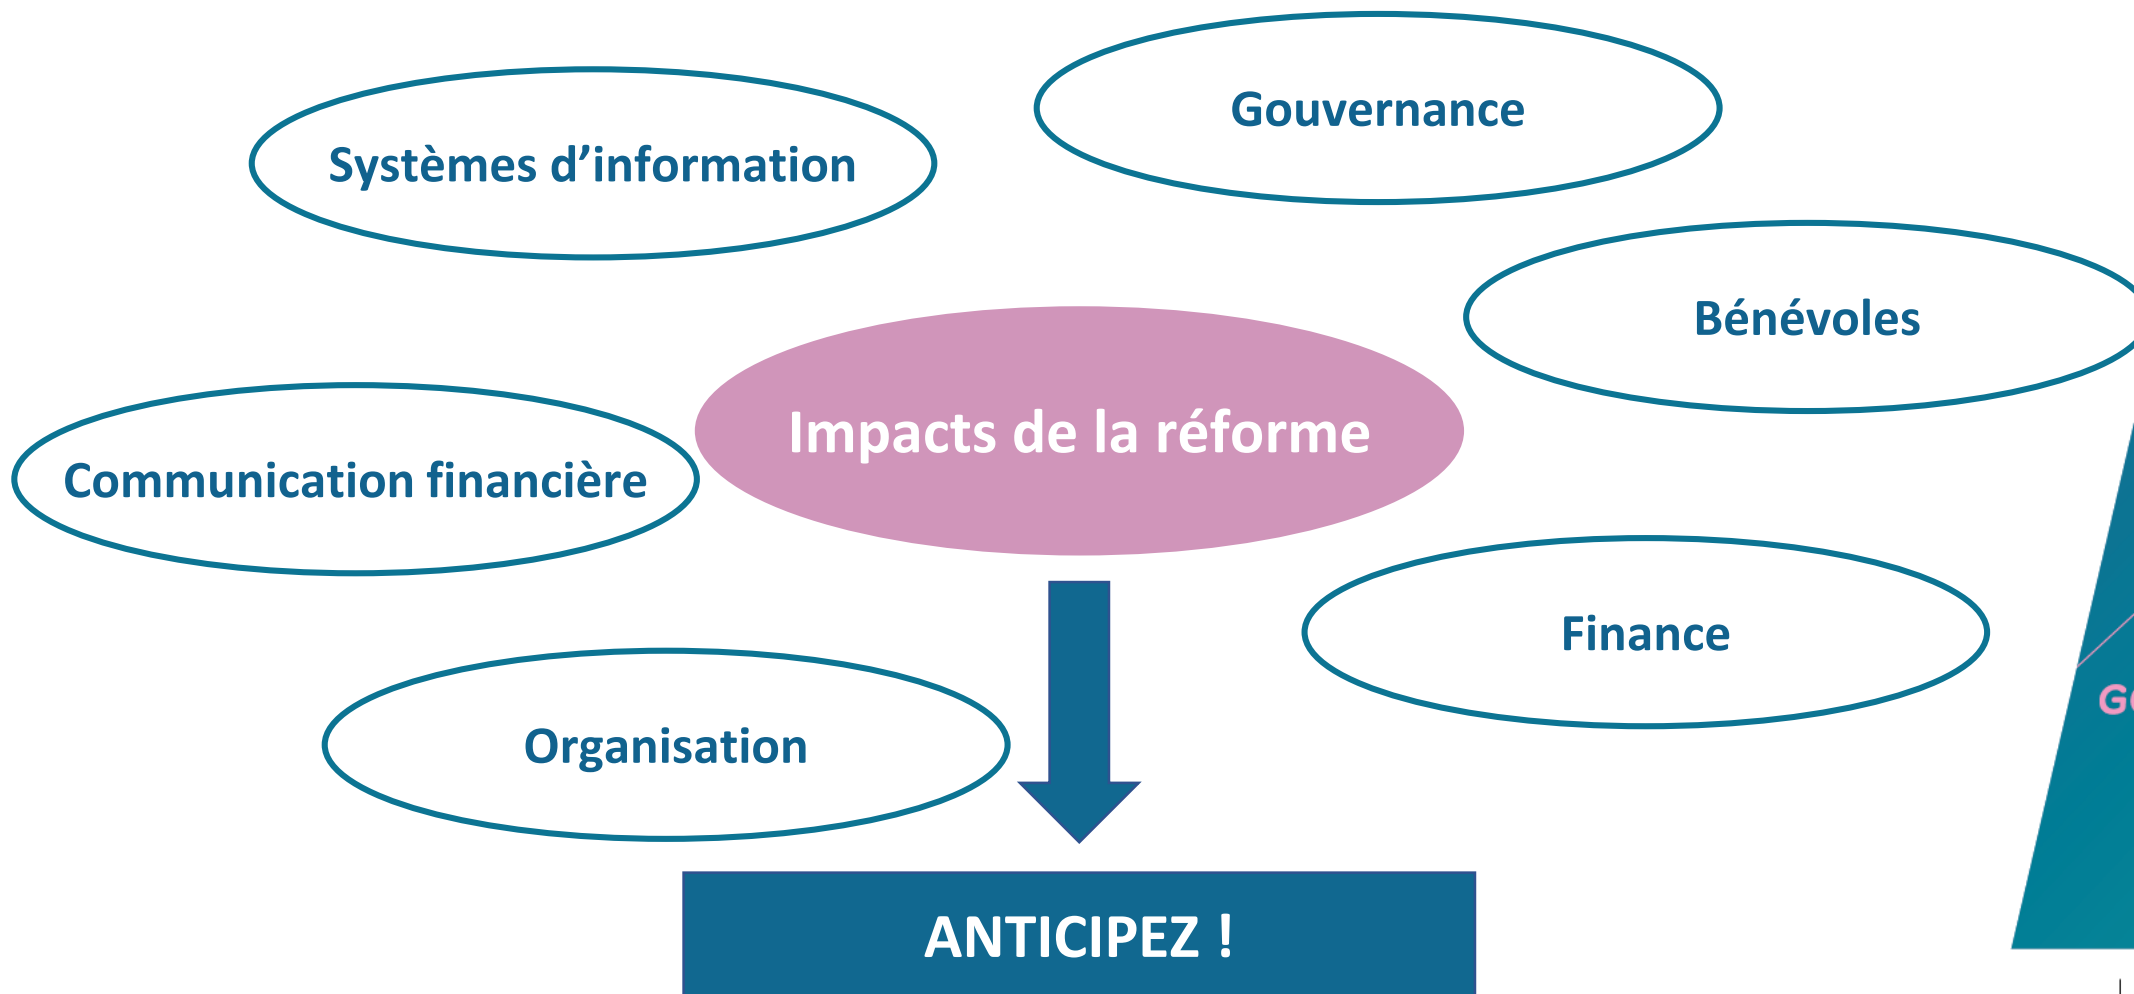 Gouvernance
Systèmes d’information
Bénévoles
Impacts de la réforme
Communication financière
Finance
Organisation
ANTICIPEZ !